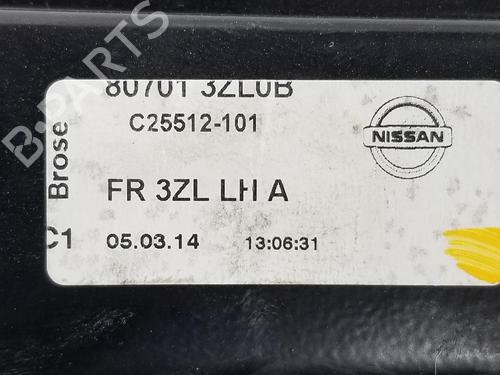 80701 3ZL0B
C25512-101
NISSAN
Brose
FR 3ZL LH A
C1
05.03.14 13:06:31
B-PARTS